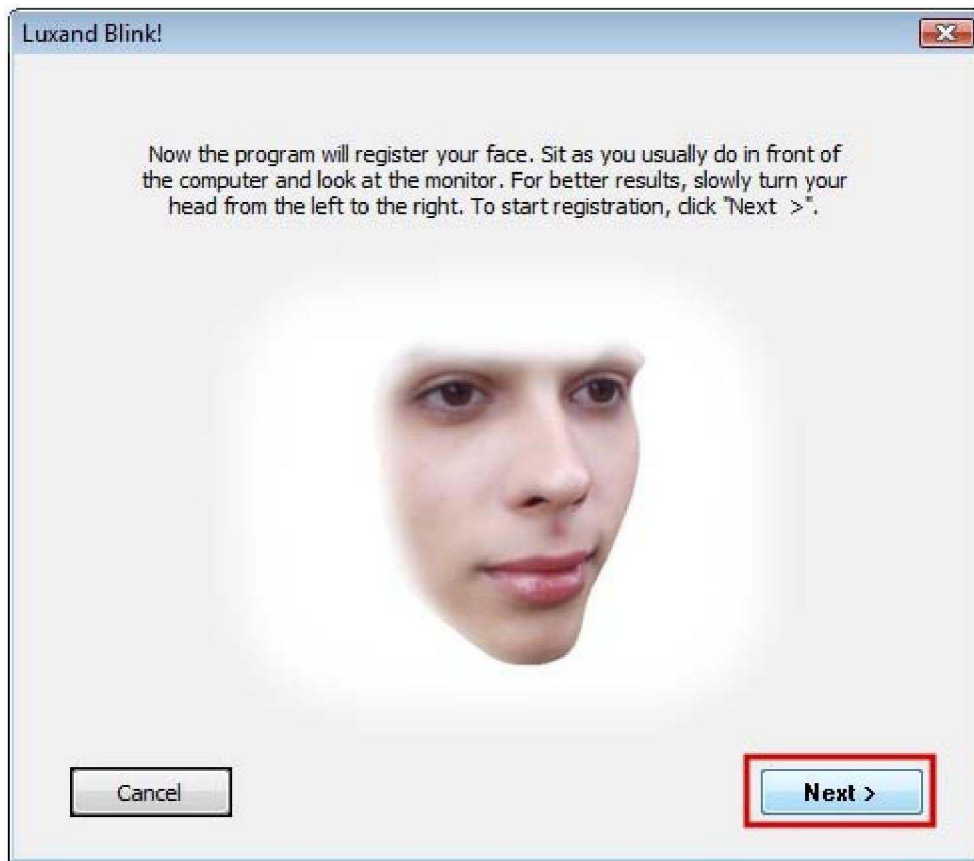 Luxand Blink!
Now the program will register your face. Sit as you usually do in front of
the computer and look at the monitor. For better results, slowly turn your
head from the left to the right. To start registration, click "Next  >".
Cancel
Next >